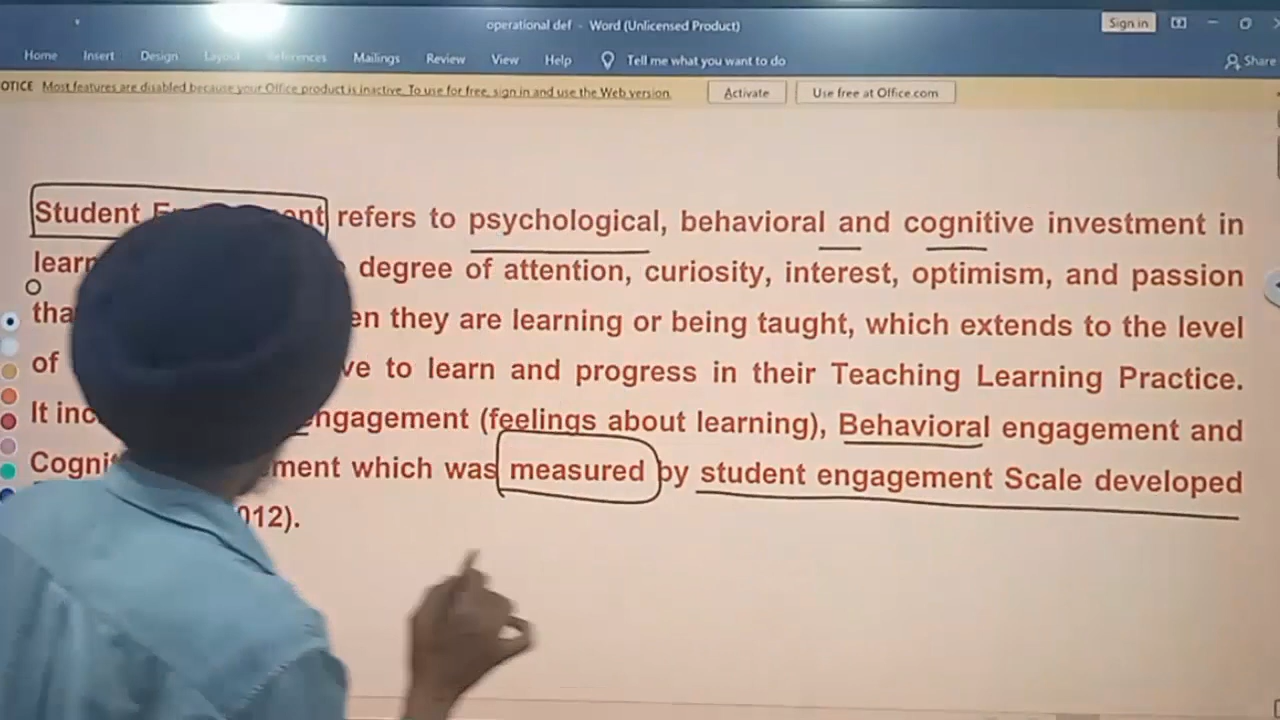 operational def - Word (Unlicensed Product)
Sign in
Home Insert Design Layout References Mailings Review View Help Tell me what you want to do Share
OTICE Most features are disabled because your Office product is inactive. To use for free, sign in and use the Web version. Activate Use free at Office.com
Student refers to psychological, behavioral and cognitive investment in
degree of attention, curiosity, interest, optimism, and passion
they are learning or being taught, which extends to the level
of to learn and progress in their Teaching Learning Practice.
It engagement (feelings about learning), Behavioral engagement and
which was measured by student engagement Scale developed
012).